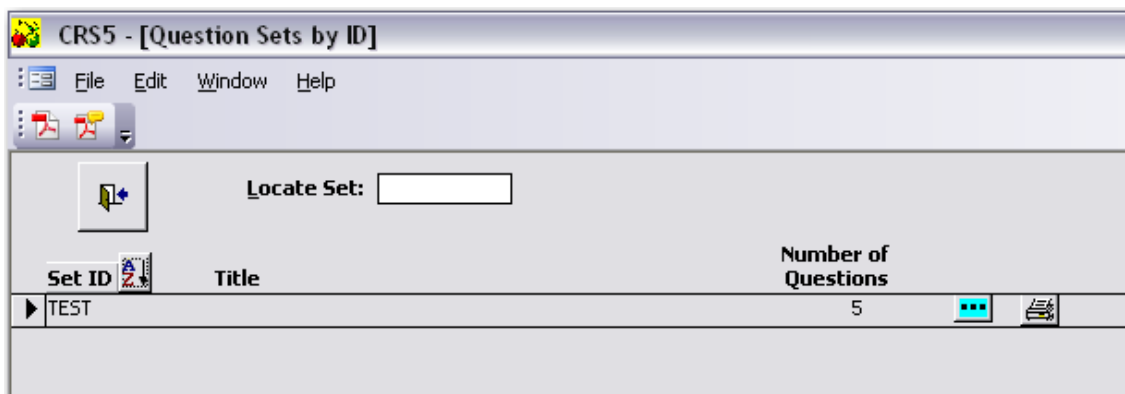 CRS5 - [Question Sets by ID]
File Edit Window Help
Locate Set:
Number of
Set ID A Z Title Questions
TEST 5